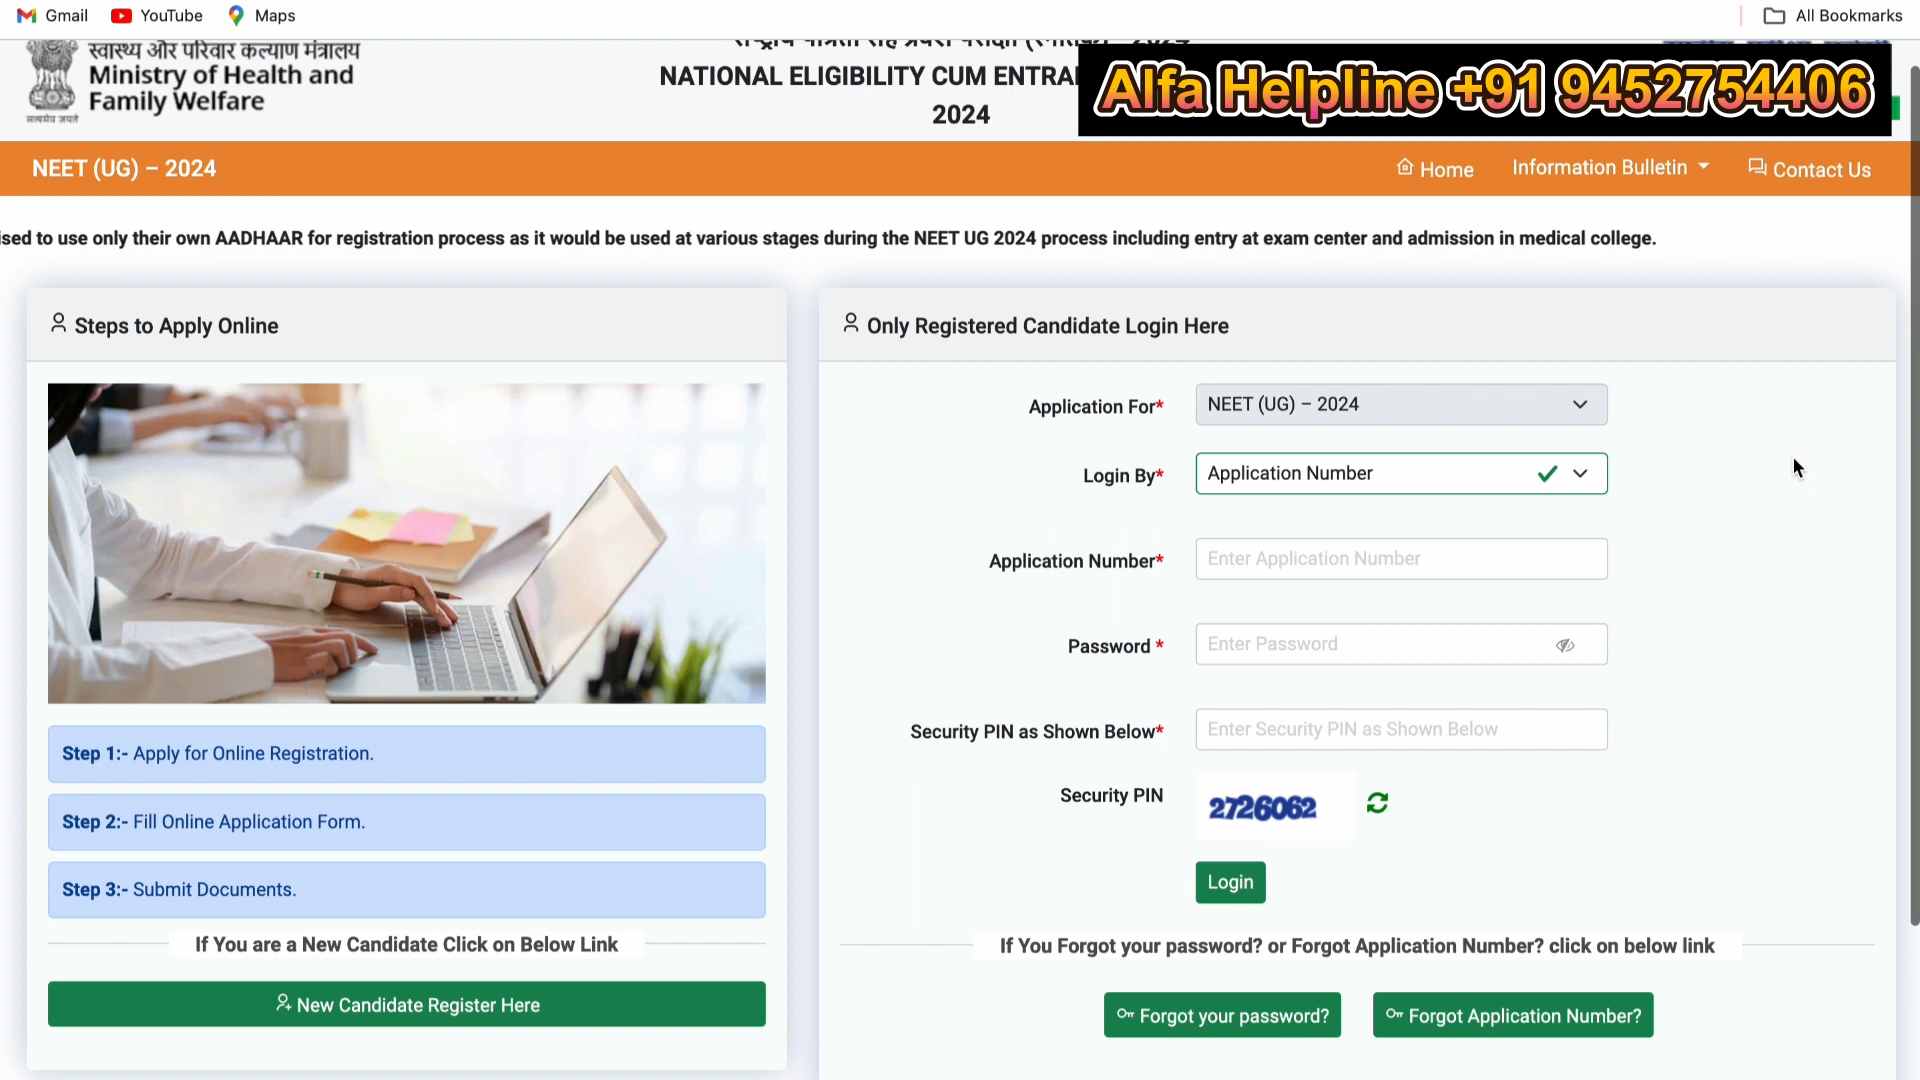 Gmail
YouTube
Maps
All Bookmarks
स्वास्थ्य और परिवार कल्याण मंत्रालय
Ministry of Health and
Family Welfare
सत्यमेव जयते
NATIONAL ELIGIBILITY CUM
2024
Alfa Helpline +91 9452754406
NEET (UG) – 2024
Home
Information Bulletin
Contact Us
to use only their own AADHAAR for registration process as it would be used at various stages during the NEET UG 2024 process including entry at exam center and admission in medical college.
Steps to Apply Online
Step 1:- Apply for Online Registration.
Step 2:- Fill Online Application Form.
Step 3:- Submit Documents.
If You are a New Candidate Click on Below Link
New Candidate Register Here
Only Registered Candidate Login Here
Application For* NEET (UG) – 2024
Login By* Application Number
Application Number* Enter Application Number
Password * Enter Password
Security PIN as Shown Below* Enter Security PIN as Shown Below
Security PIN 2726062
Login
If You Forgot your password? or Forgot Application Number? click on below link
Forgot your password?
Forgot Application Number?